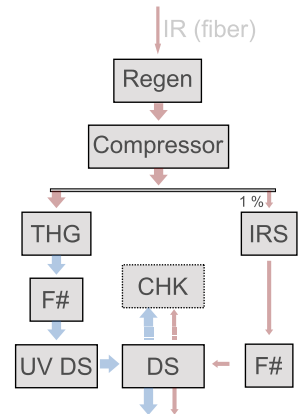 IR (fiber)
Regen
Compressor
1 %
THG
IRS
CHK
F#
UV DS
DS
F#